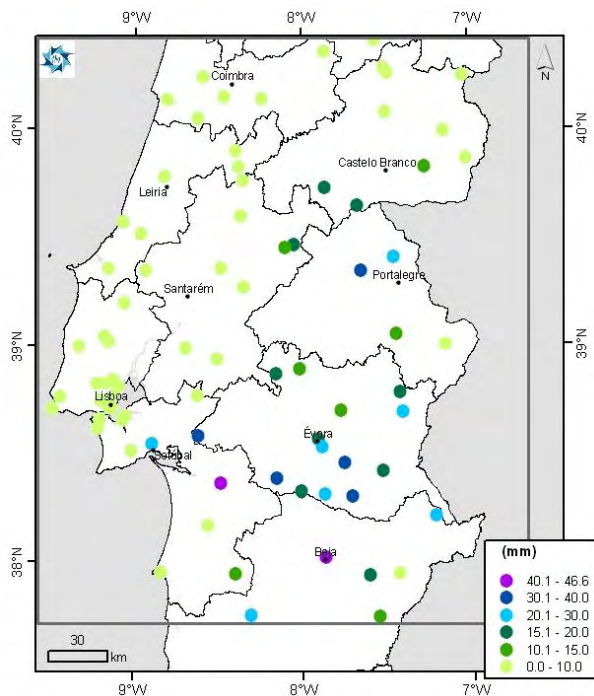 9°W 8°W 7°W
N
Coimbra
40°N 40°N
Castelo Branco
Leiria
Portalegre
Santarém
39°N 39°N
Lisboa
Évora
Setúbal
38°N
Beja
(mm)
40.1 - 46.6
30.1 - 40.0
20.1 - 30.0
15.1 - 20.0
10.1 - 15.0
0.0 - 10.0
30
km
9°W 8°W 7°W